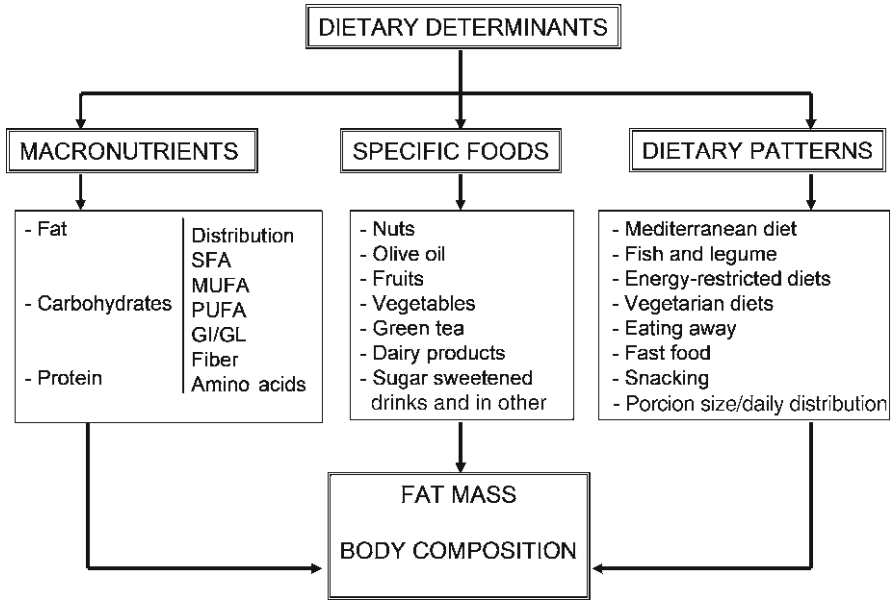 DIETARY DETERMINANTS
MACRONUTRIENTS
- Fat
- Carbohydrates
- Protein
Distribution
SFA
MUFA
PUFA
GI/GL
Fiber
Amino acids
SPECIFIC FOODS
- Nuts
- Olive oil
- Fruits
- Vegetables
- Green tea
- Dairy products
- Sugar sweetened
drinks and in other
DIETARY PATTERNS
- Mediterranean diet
- Fish and legume
- Energy-restricted diets
- Vegetarian diets
- Eating away
- Fast food
- Snacking
- Porcion size/daily distribution
FAT MASS
BODY COMPOSITION